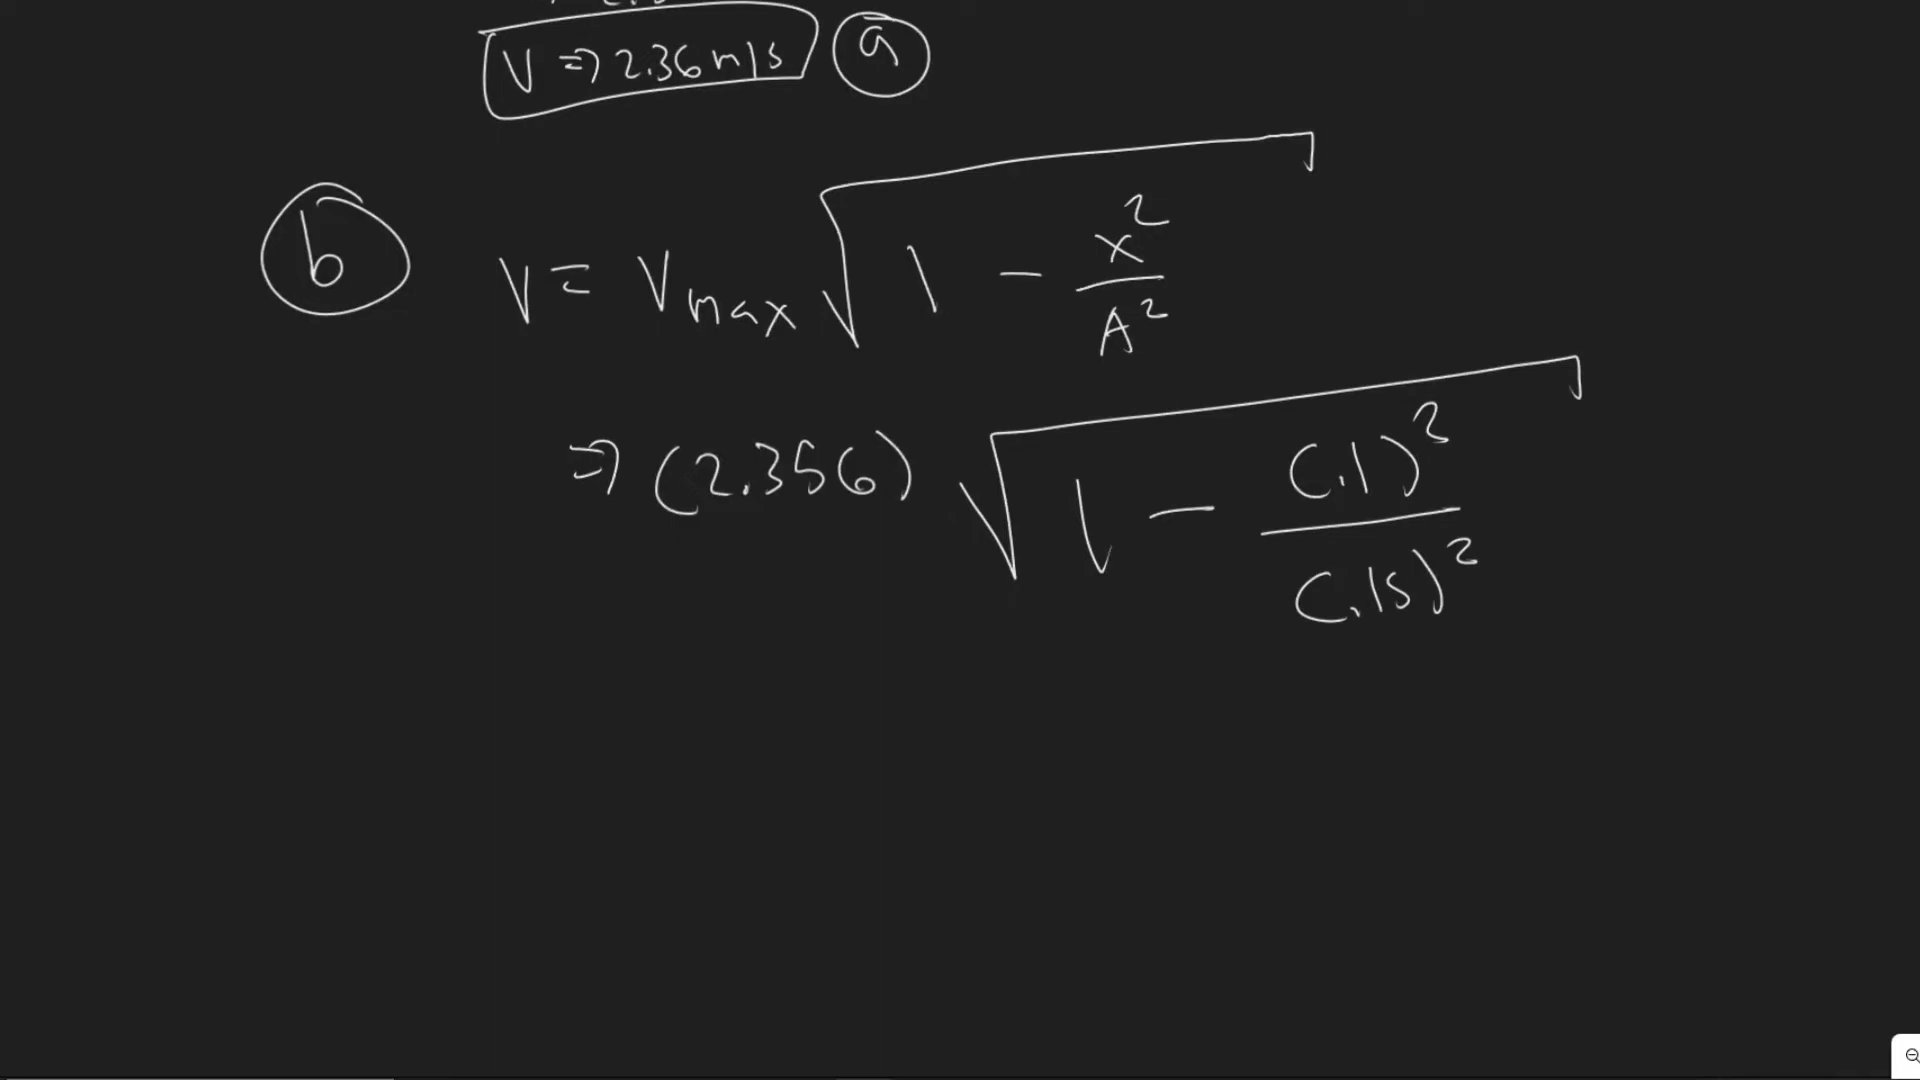 V => 2.36 m/s a
b V = Vmax √(1 - x²/A²)
=> (2.356) √(1 - (.1)²/(.15)²)